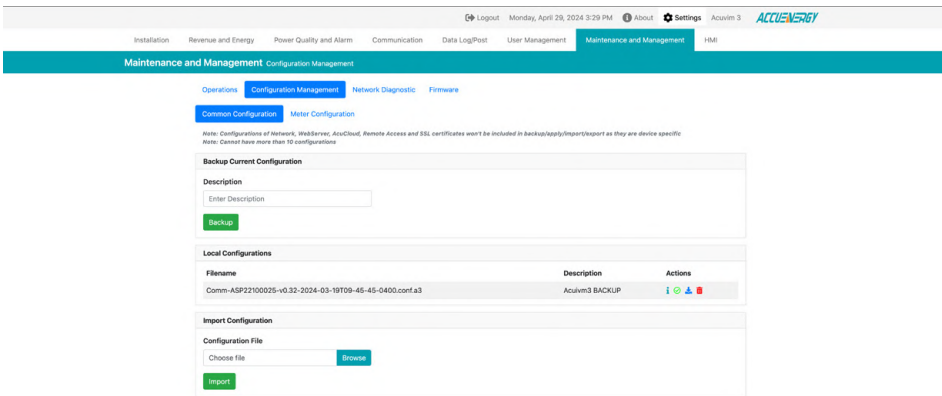 Logout Monday, April 29, 2024 3:29 PM About Settings Acuvim 3 ACCUENERGY
Installation Revenue and Energy Power Quality and Alarm Communication Data Log/Post User Management Maintenance and Management HMI
Maintenance and Management Configuration Management
Operations Configuration Management Network Diagnostic Firmware
Common Configuration Meter Configuration
Note: Configurations of Network, WebServer, AcuCloud, Remote Access and SSL certificates won't be included in backup/apply/import/export as they are device specific
Note: Cannot have more than 10 configurations
Backup Current Configuration
Description
Enter Description
Backup
Local Configurations
Filename Description Actions
Comm-ASP22100025-v0.32-2024-03-19T09-45-45-0400.conf.a3 Acuivm3 BACKUP
Import Configuration
Configuration File
Choose file Browse
Import